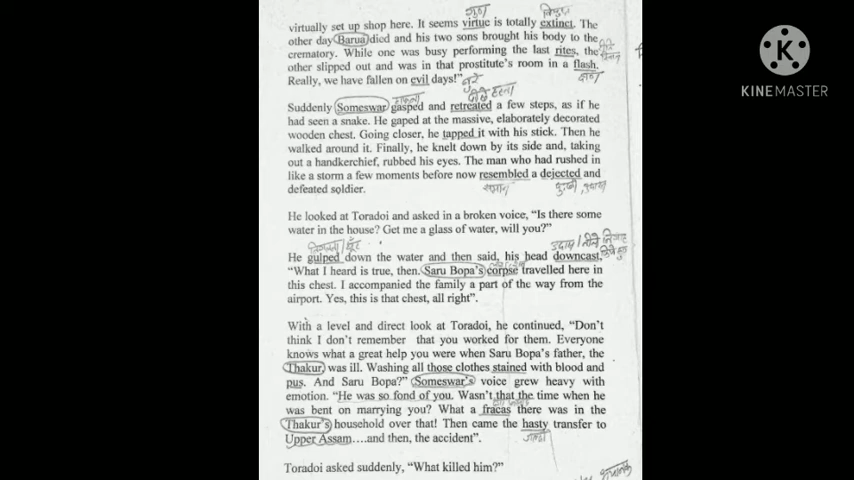 virtually set up shop here. It seems virtue is totally extinct. The
other day Barua died and his two sons brought his body to the
crematory. While one was busy performing the last rites, the
other slipped out and was in that prostitute's room in a flash.
Really, we have fallen on evil days!"
बुरे
पीछे हटना
Suddenly Someswar gasped and retreated a few steps, as if he
had seen a snake. He gaped at the massive, elaborately decorated
wooden chest. Going closer, he tapped it with his stick. Then he
walked around it. Finally, he knelt down by its side and, taking
out a handkerchief, rubbed his eyes. The man who had rushed in
like a storm a few moments before now resembled a dejected and
defeated soldier.
समान
He looked at Toradoi and asked in a broken voice, "Is there some
water in the house? Get me a glass of water, will you?"
He gulped down the water and then said, his head downcast,
"What I heard is true, then. Saru Bopa's corpse travelled here in
this chest. I accompanied the family a part of the way from the
airport. Yes, this is that chest, all right".
With a level and direct look at Toradoi, he continued, "Don't
think I don't remember that you worked for them. Everyone
knows what a great help you were when Saru Bopa's father, the
Thakur, was ill. Washing all those clothes stained with blood and
pus. And Saru Bopa?" Someswar's voice grew heavy with
emotion. "He was so fond of you. Wasn't that the time when he
was bent on marrying you? What a fracas there was in the
Thakur's household over that! Then came the hasty transfer to
Upper Assam....and then, the accident".
जल्दी
Toradoi asked suddenly, "What killed him?"
KINEMASTER